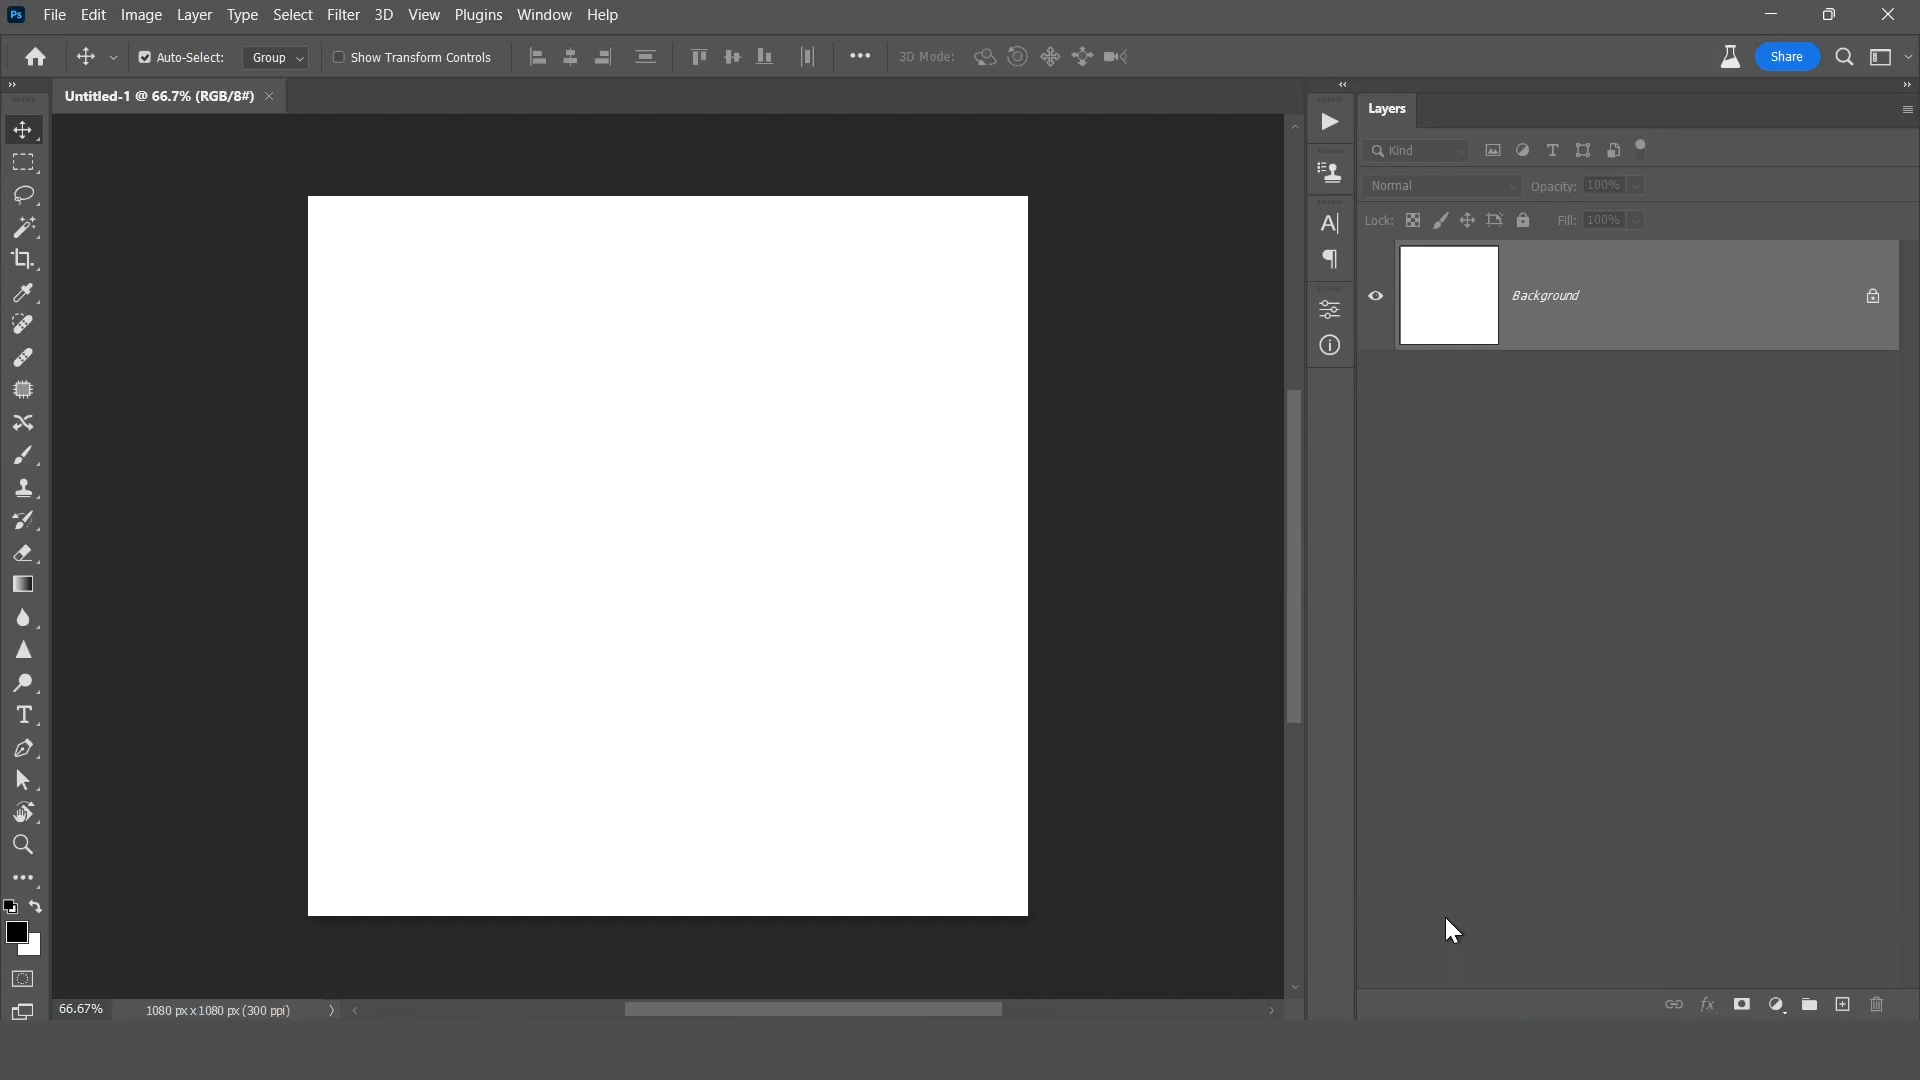 Ps File Edit Image Layer Type Select Filter 3D View Plugins Window Help
Auto-Select: Group Show Transform Controls 3D Mode: Share
Untitled-1 @ 66.7% (RGB/8#)
Layers
Kind
Normal Opacity: 100%
Lock: Fill: 100%
Background
66.67% 1080 px x 1080 px (300 ppi)